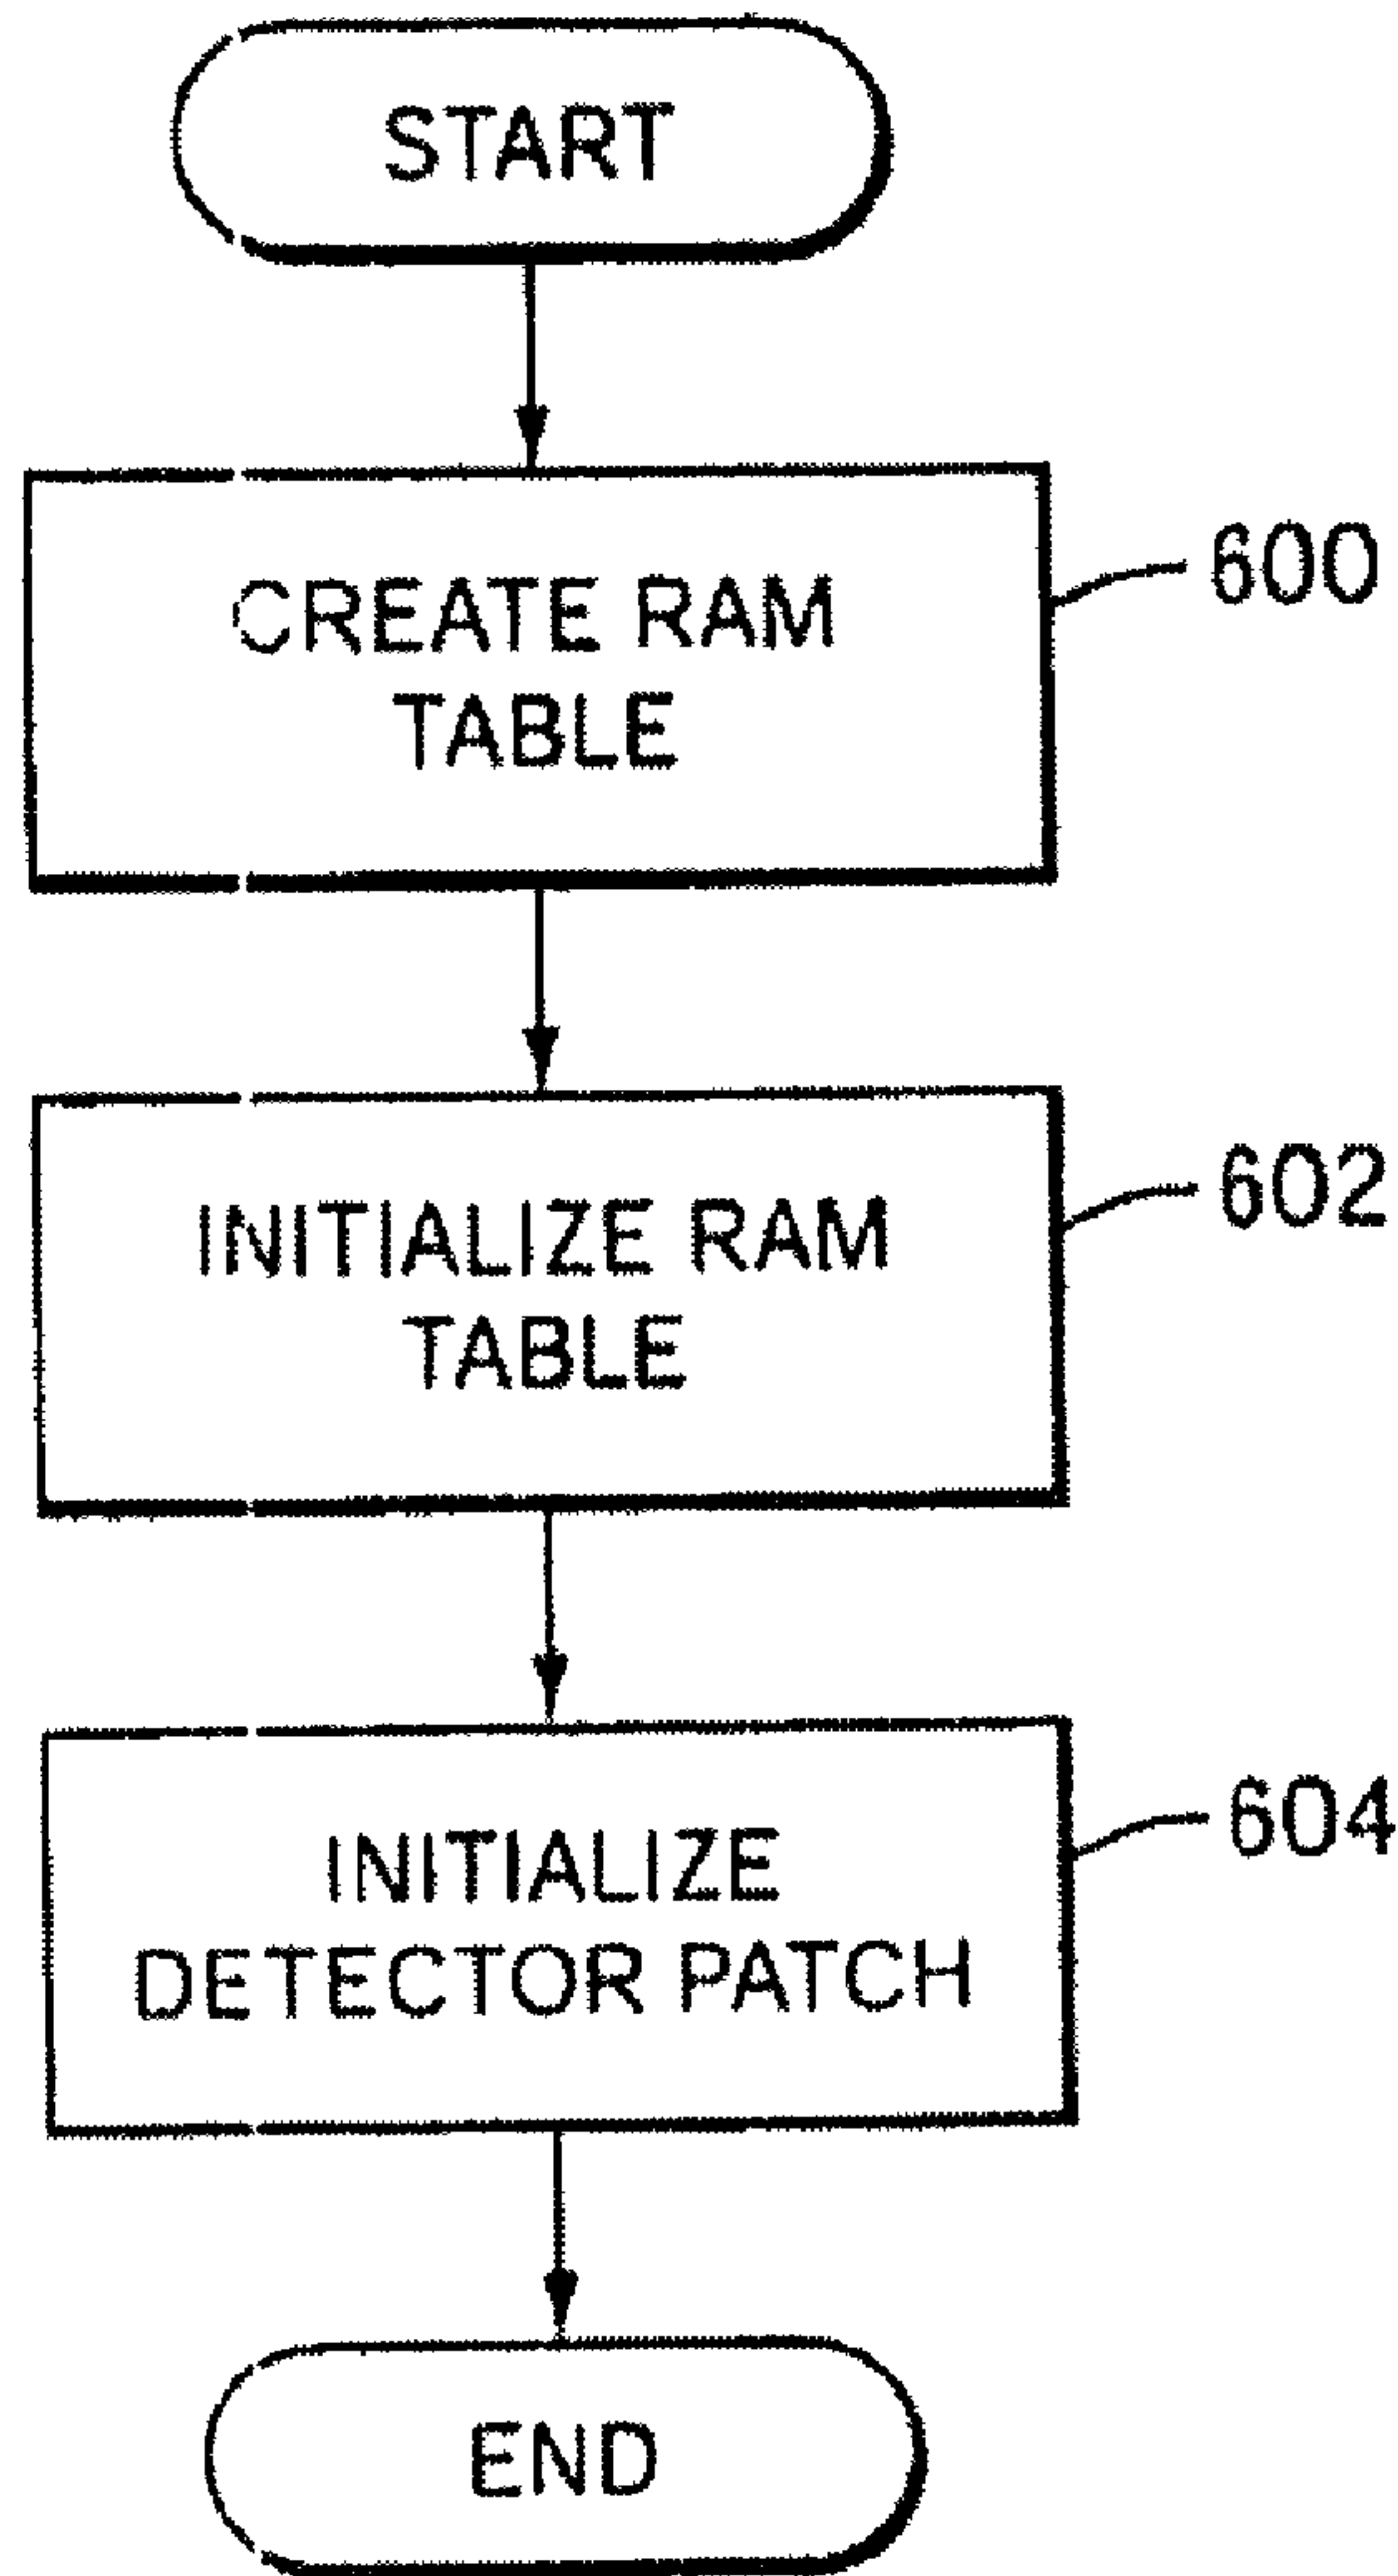 START
CREATE RAM
TABLE
600
INITIALIZE RAM
TABLE
602
INITIALIZE
DETECTOR PATCH
604
END